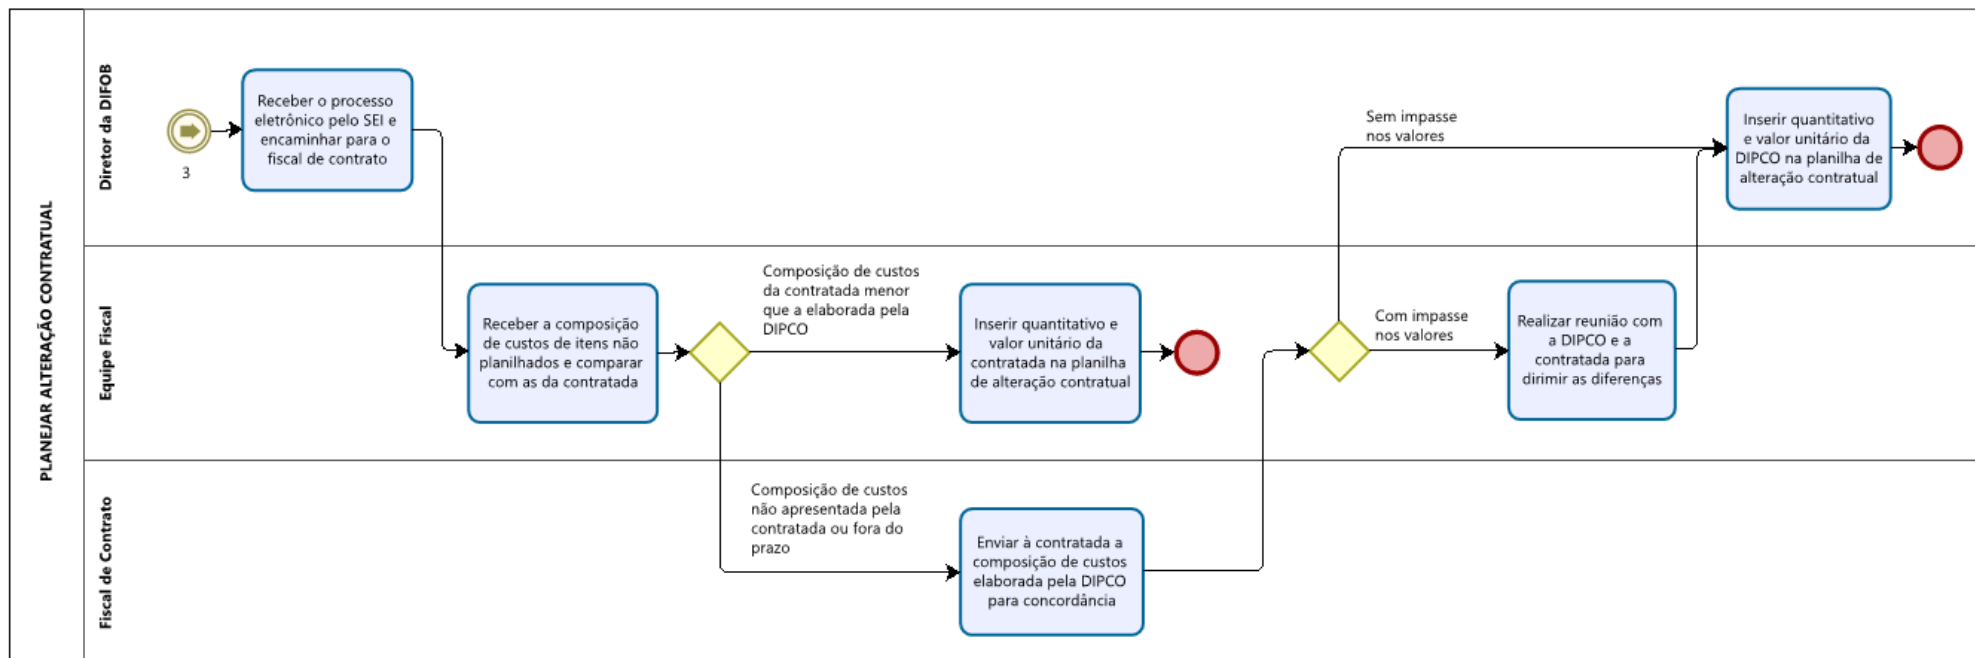 PLANEJAR ALTERAÇÃO CONTRATUAL
Diretor da DIFOB
3
Receber o processo
eletrônico pelo SEI e
encaminhar para o
fiscal de contrato
Sem impasse
nos valores
Inserir quantitativo
e valor unitário da
DIPCO na planilha de
alteração contratual
Equipe Fiscal
Receber a composição
de custos de itens não
planilhados e comparar
com as da contratada
Composição de custos
da contratada menor
que a elaborada pela
DIPCO
Inserir quantitativo e
valor unitário da
contratada na planilha
de alteração contratual
Com impasse
nos valores
Realizar reunião com
a DIPCO e a
contratada para
dirimir as diferenças
Fiscal de Contrato
Composição de custos
não apresentada pela
contratada ou fora do
prazo
Enviar à contratada a
composição de custos
elaborada pela DIPCO
para concordância